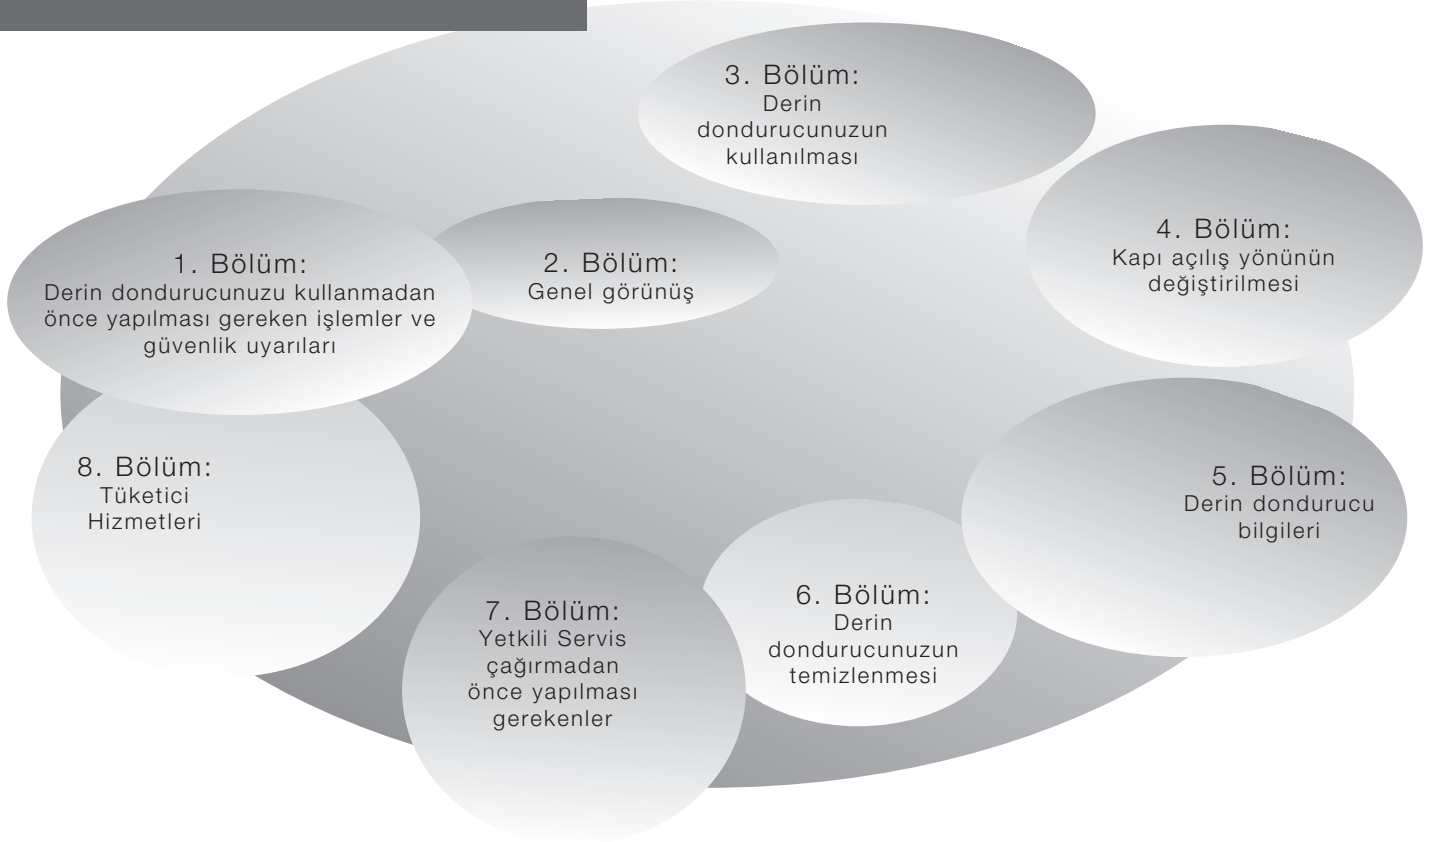 1. Bölüm:
Derin dondurucunuzu kullanmadan
önce yapılması gereken işlemler ve
güvenlik uyarıları
2. Bölüm:
Genel görünüş
3. Bölüm:
Derin
dondurucunuzun
kullanılması
4. Bölüm:
Kapı açılış yönünün
değiştirilmesi
5. Bölüm:
Derin dondurucu
bilgileri
6. Bölüm:
Derin
dondurucunuzun
temizlenmesi
7. Bölüm:
Yetkili Servis
çağırmadan
önce yapılması
gerekenler
8. Bölüm:
Tüketici
Hizmetleri